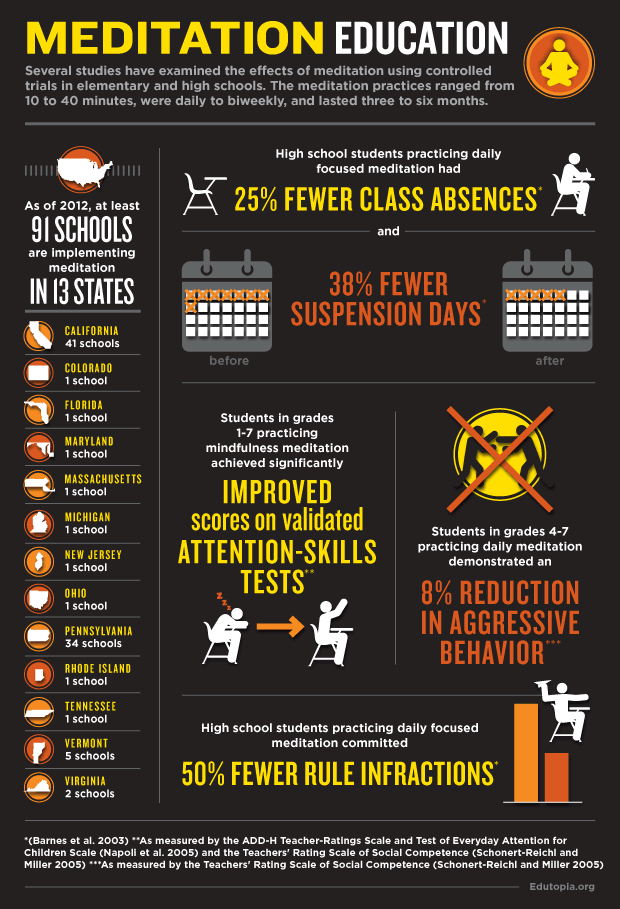 MEDITATION EDUCATION
Several studies have examined the effects of meditation using controlled
trials in elementary and high schools. The meditation practices ranged from
10 to 40 minutes, were daily to biweekly, and lasted three to six months.
As of 2012, at least
91 SCHOOLS
are implementing
meditation
IN 13 STATES
CALIFORNIA
41 schools
COLORADO
1 school
FLORIDA
1 school
MARYLAND
1 school
MASSACHUSETTS
1 school
MICHIGAN
1 school
NEW JERSEY
1 school
OHIO
1 school
PENNSYLVANIA
34 schools
RHODE ISLAND
1 school
TENNESSEE
1 school
VERMONT
5 schools
VIRGINIA
2 schools
High school students practicing daily
focused meditation had
25% FEWER CLASS ABSENCES*
and
38% FEWER
SUSPENSION DAYS*
before
after
Students in grades
1-7 practicing
mindfulness meditation
achieved significantly
IMPROVED
scores on validated
ATTENTION-SKILLS
TESTS**
z z z
Students in grades 4-7
practicing daily meditation
demonstrated an
8% REDUCTION
IN AGGRESSIVE
BEHAVIOR***
High school students practicing daily focused
meditation committed
50% FEWER RULE INFRACTIONS*
*(Barnes et al. 2003) **As measured by the ADD-H Teacher-Ratings Scale and Test of Everyday Attention for
Children Scale (Napoli et al. 2005) and the Teachers' Rating Scale of Social Competence (Schonert-Reichl and
Miller 2005) ***As measured by the Teachers' Rating Scale of Social Competence (Schonert-Reichl and Miller 2005)
Edutopia.org